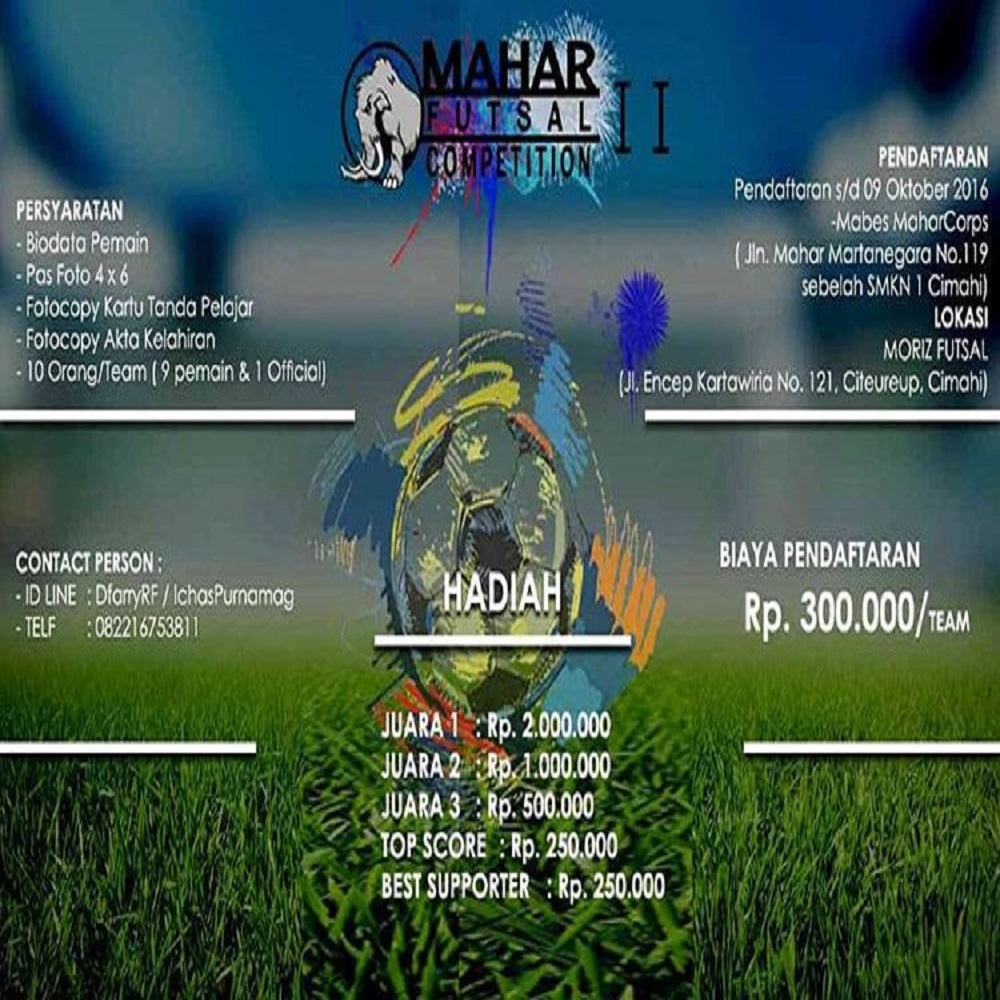 MAHAR
FUTSAL
COMPETITION
II
PERSYARATAN
- Biodata Pemain
- Pas Foto 4 x 6
- Fotocopy Kartu Tanda Pelajar
- Fotocopy Akta Kelahiran
- 10 Orang/Team ( 9 pemain & 1 Official)
PENDAFTARAN
Pendaftaran s/d 09 Oktober 2016
-Mabes MaharCorps
( Jln. Mahar Martanegara No.119
sebelah SMKN 1 Cimahi)
LOKASI
MORIZ FUTSAL
(Jl. Encep Kartawiria No. 121, Citeureup, Cimahi)
CONTACT PERSON :
- ID LINE : DfarryRF / IchasPurnamag
- TELF : 082216753811
BIAYA PENDAFTARAN
Rp. 300.000/TEAM
HADIAH
JUARA 1 : Rp. 2.000.000
JUARA 2 : Rp. 1.000.000
JUARA 3 : Rp. 500.000
TOP SCORE : Rp. 250.000
BEST SUPPORTER : Rp. 250.000